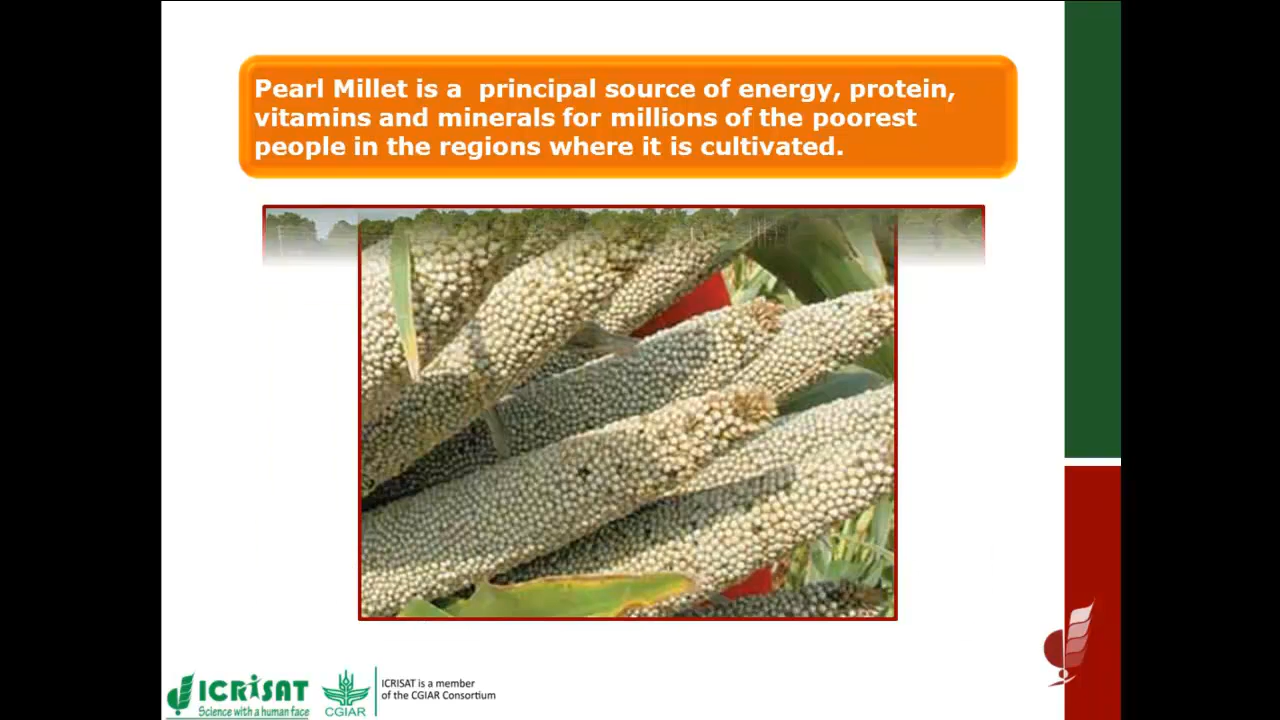 Pearl Millet is a  principal source of energy, protein,
vitamins and minerals for millions of the poorest
people in the regions where it is cultivated.
ICRISAT
Science with a human face
CGIAR
ICRISAT is a member
of the CGIAR Consortium